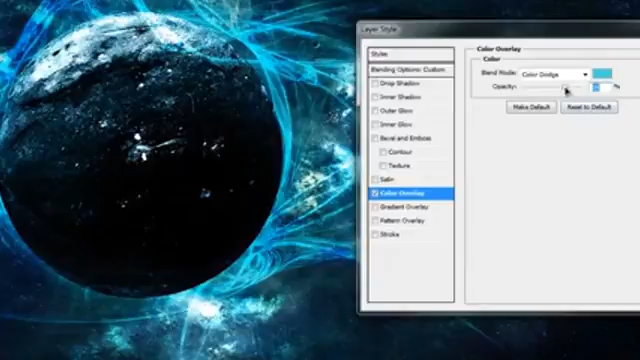 Layer Style
Styles
Blending Options: Custom
Drop Shadow
Inner Shadow
Outer Glow
Inner Glow
Bevel and Emboss
Contour
Texture
Satin
Color Overlay
Gradient Overlay
Pattern Overlay
Stroke
Color Overlay
Color
Blend Mode: Color Dodge
Opacity: %
Make Default Reset to Default